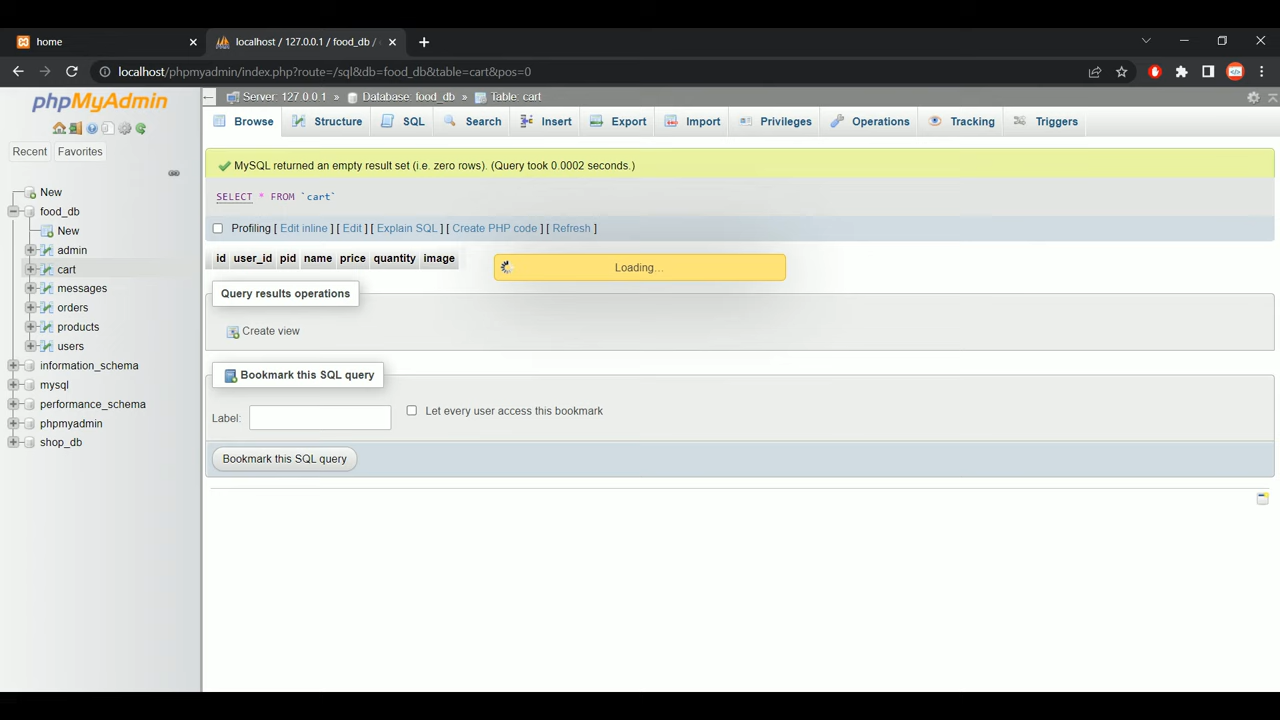 home
localhost / 127.0.0.1 / food_db /
localhost/phpmyadmin/index.php?route=/sql&db=food_db&table=cart&pos=0
phpMyAdmin
Server: 127.0.0.1 » Database: food_db » Table: cart
Browse Structure SQL Search Insert Export Import Privileges Operations Tracking Triggers
Recent Favorites
New
food_db
New
admin
cart
messages
orders
products
users
information_schema
mysql
performance_schema
phpmyadmin
shop_db
MySQL returned an empty result set (i.e. zero rows). (Query took 0.0002 seconds.)
SELECT * FROM `cart`
Profiling [ Edit inline ] [ Edit ] [ Explain SQL ] [ Create PHP code ] [ Refresh ]
id user_id pid name price quantity image
Loading...
Query results operations
Create view
Bookmark this SQL query
Label: Let every user access this bookmark
Bookmark this SQL query